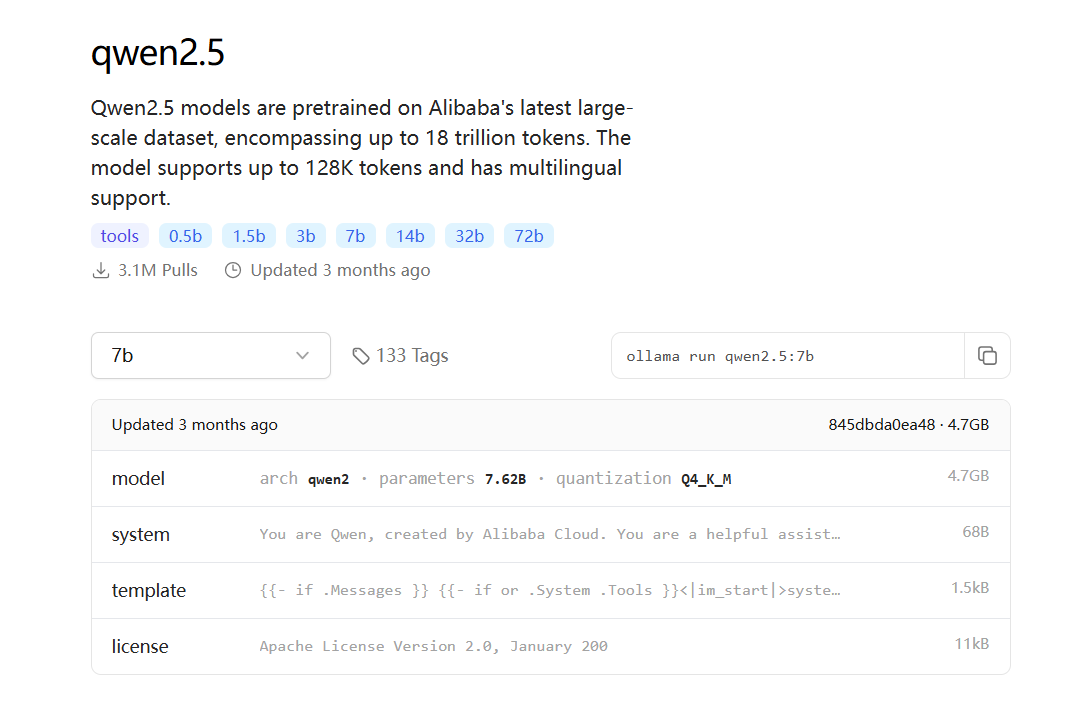 qwen2.5
Qwen2.5 models are pretrained on Alibaba's latest large-
scale dataset, encompassing up to 18 trillion tokens. The
model supports up to 128K tokens and has multilingual
support.
tools 0.5b 1.5b 3b 7b 14b 32b 72b
3.1M Pulls Updated 3 months ago
7b 133 Tags ollama run qwen2.5:7b
Updated 3 months ago 845dbda0ea48 · 4.7GB
model arch qwen2 · parameters 7.62B · quantization Q4_K_M 4.7GB
system You are Qwen, created by Alibaba Cloud. You are a helpful assist… 68B
template {{- if .Messages }} {{- if or .System .Tools }}<|im_start|>syste… 1.5kB
license Apache License Version 2.0, January 200 11kB